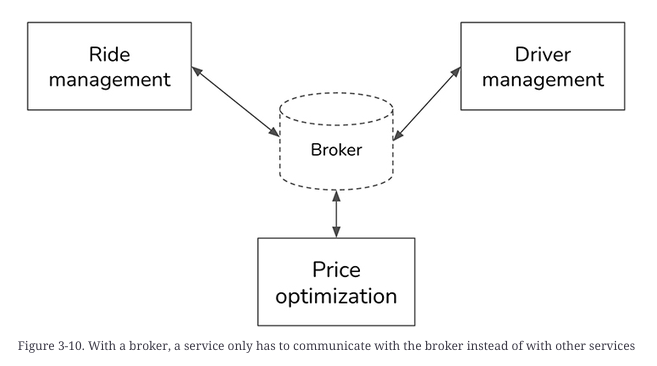 Ride
management
Driver
management
Broker
Price
optimization
Figure 3-10. With a broker, a service only has to communicate with the broker instead of with other services